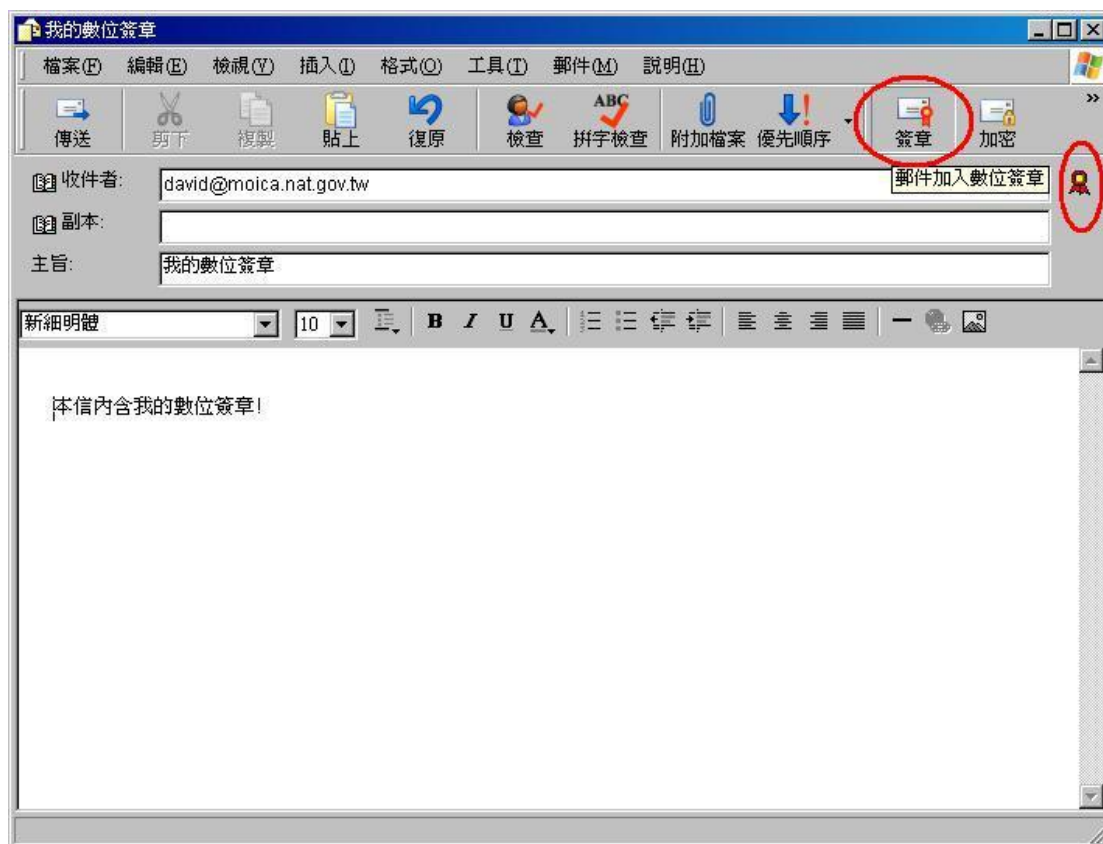 我的數位簽章
檔案(F) 編輯(E) 檢視(V) 插入(I) 格式(O) 工具(T) 郵件(M) 說明(H)
ABC
傳送 剪下 複製 貼上 復原 檢查 拼字檢查 附加檔案 優先順序 簽章 加密
收件者: david@moica.nat.gov.tw 郵件加入數位簽章
副本:
主旨: 我的數位簽章
新細明體 10 B I U A
本信內含我的數位簽章!